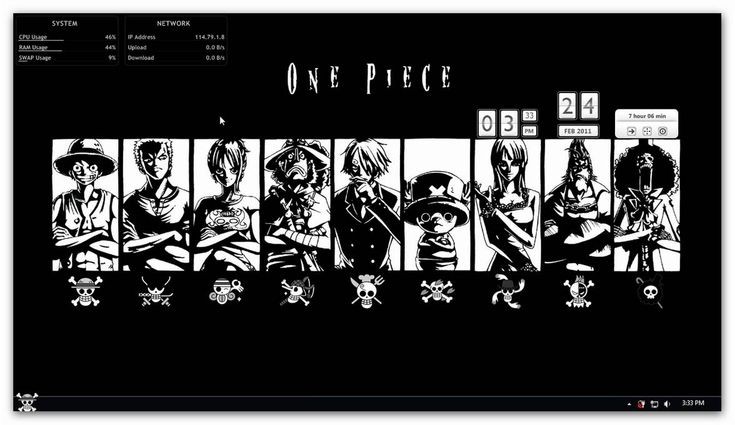 SYSTEM
CPU Usage 46%
RAM Usage 44%
SWAP Usage 9%
NETWORK
IP Address 114.79.1.8
Upload 0.0 B/s
Download 0.0 B/s
ONE PIECE
03 33 PM
24
FEB 2011
7 hour 06 min
3:33 PM